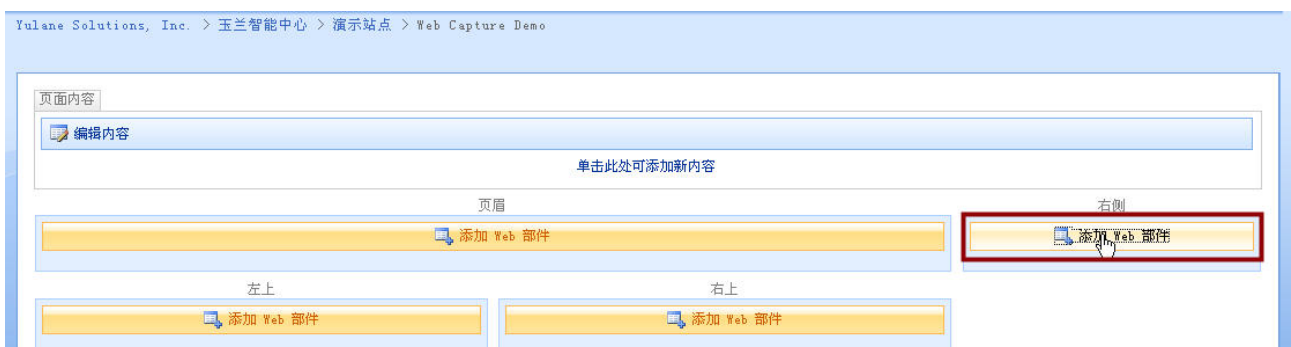 Yulane Solutions, Inc. > 玉兰智能中心 > 演示站点 > Web Capture Demo
页面内容
编辑内容
单击此处可添加新内容
页眉 右侧
添加 Web 部件 添加 Web 部件
左上 右上
添加 Web 部件 添加 Web 部件